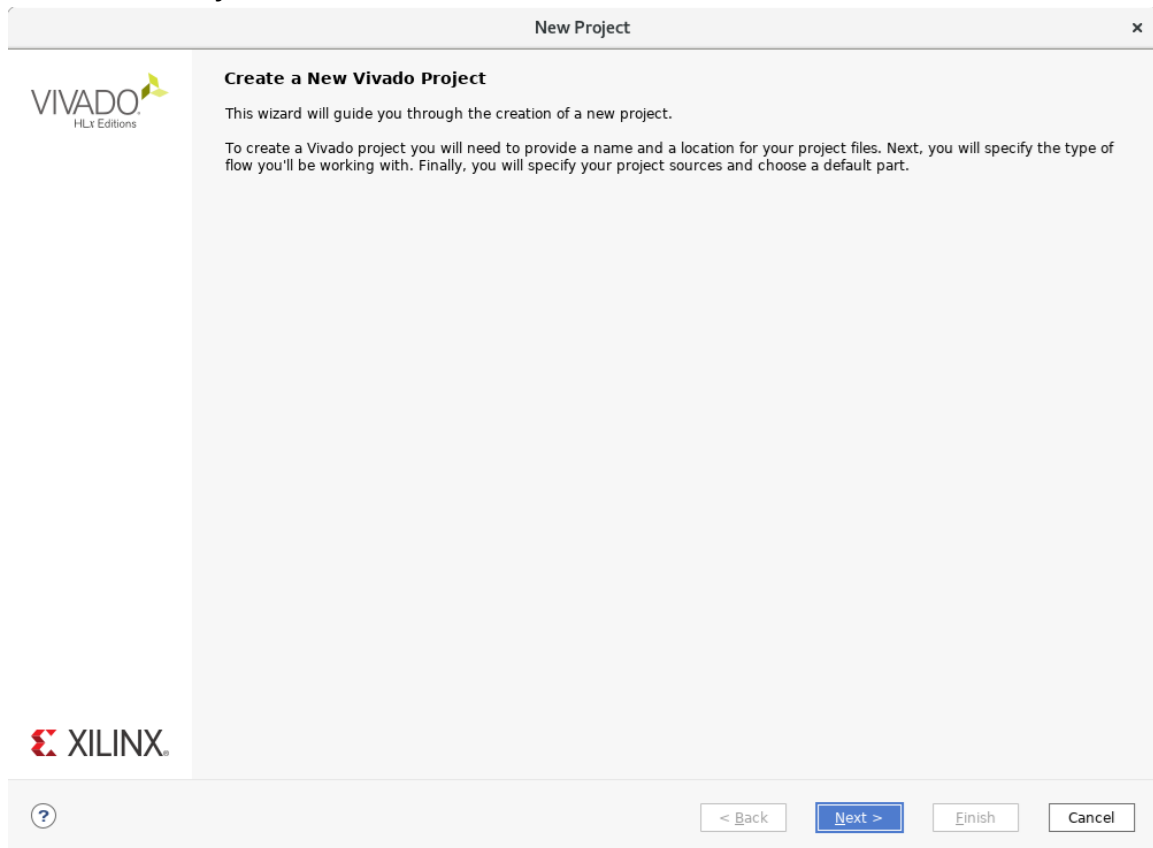 New Project
×
VIVADO.
HLx Editions
Create a New Vivado Project
This wizard will guide you through the creation of a new project.
To create a Vivado project you will need to provide a name and a location for your project files. Next, you will specify the type of
flow you'll be working with. Finally, you will specify your project sources and choose a default part.
XILINX®
?
< Back Next > Finish Cancel